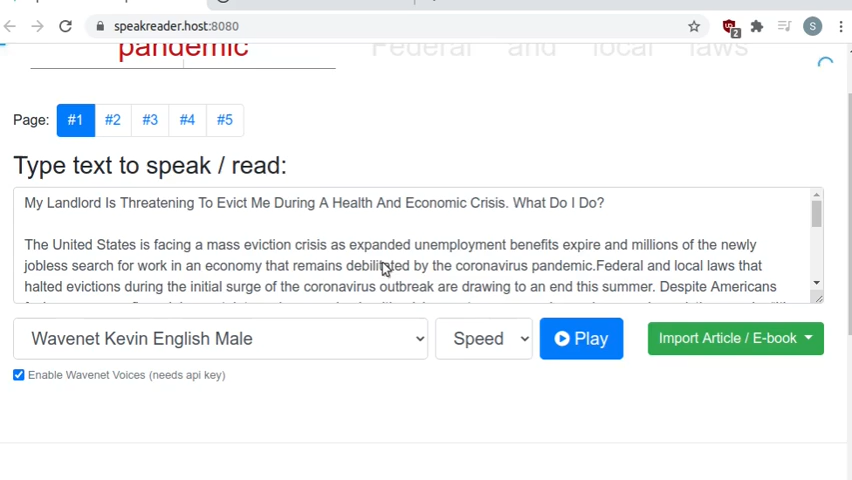 speakreader.host:8080
2
S
pandemic Federal and local laws
Page: #1 #2 #3 #4 #5
Type text to speak / read:
My Landlord Is Threatening To Evict Me During A Health And Economic Crisis. What Do I Do?
The United States is facing a mass eviction crisis as expanded unemployment benefits expire and millions of the newly
jobless search for work in an economy that remains debilitated by the coronavirus pandemic.Federal and local laws that
halted evictions during the initial surge of the coronavirus outbreak are drawing to an end this summer. Despite Americans
Wavenet Kevin English Male Speed Play Import Article / E-book
Enable Wavenet Voices (needs api key)